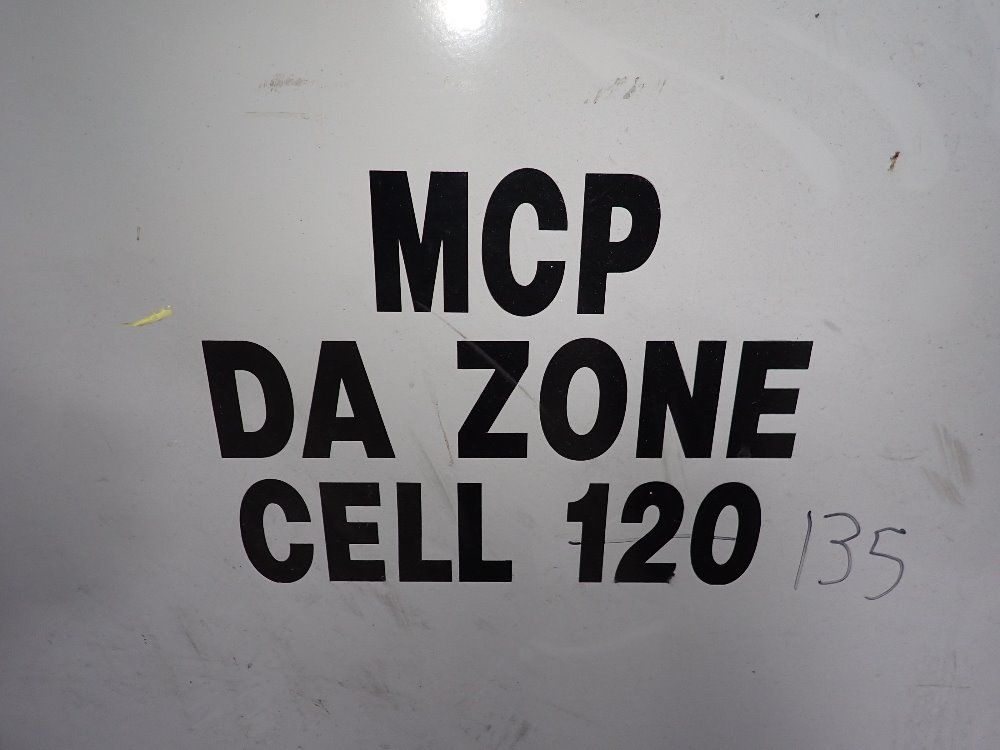 MCP
DA ZONE
CELL 120 135